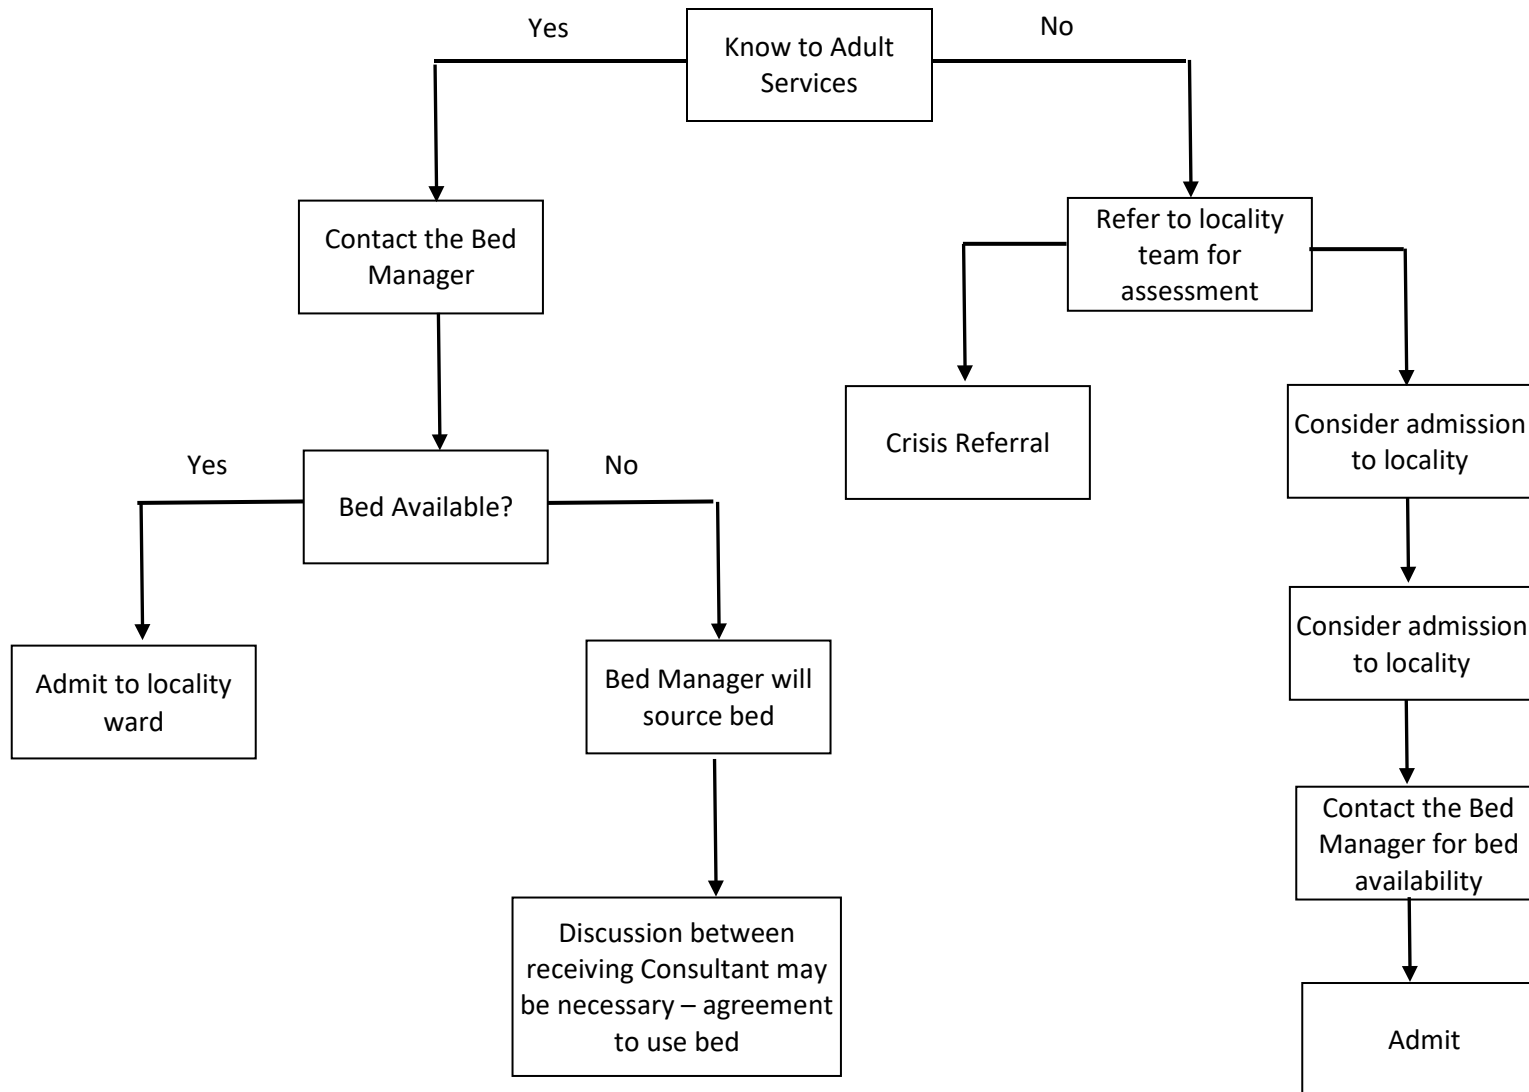 Yes
Know to Adult
Services
No
Contact the Bed
Manager
Refer to locality
team for
assessment
Crisis Referral
Consider admission
to locality
Yes
Bed Available?
No
Consider admission
to locality
Admit to locality
ward
Bed Manager will
source bed
Contact the Bed
Manager for bed
availability
Discussion between
receiving Consultant may
be necessary – agreement
to use bed
Admit